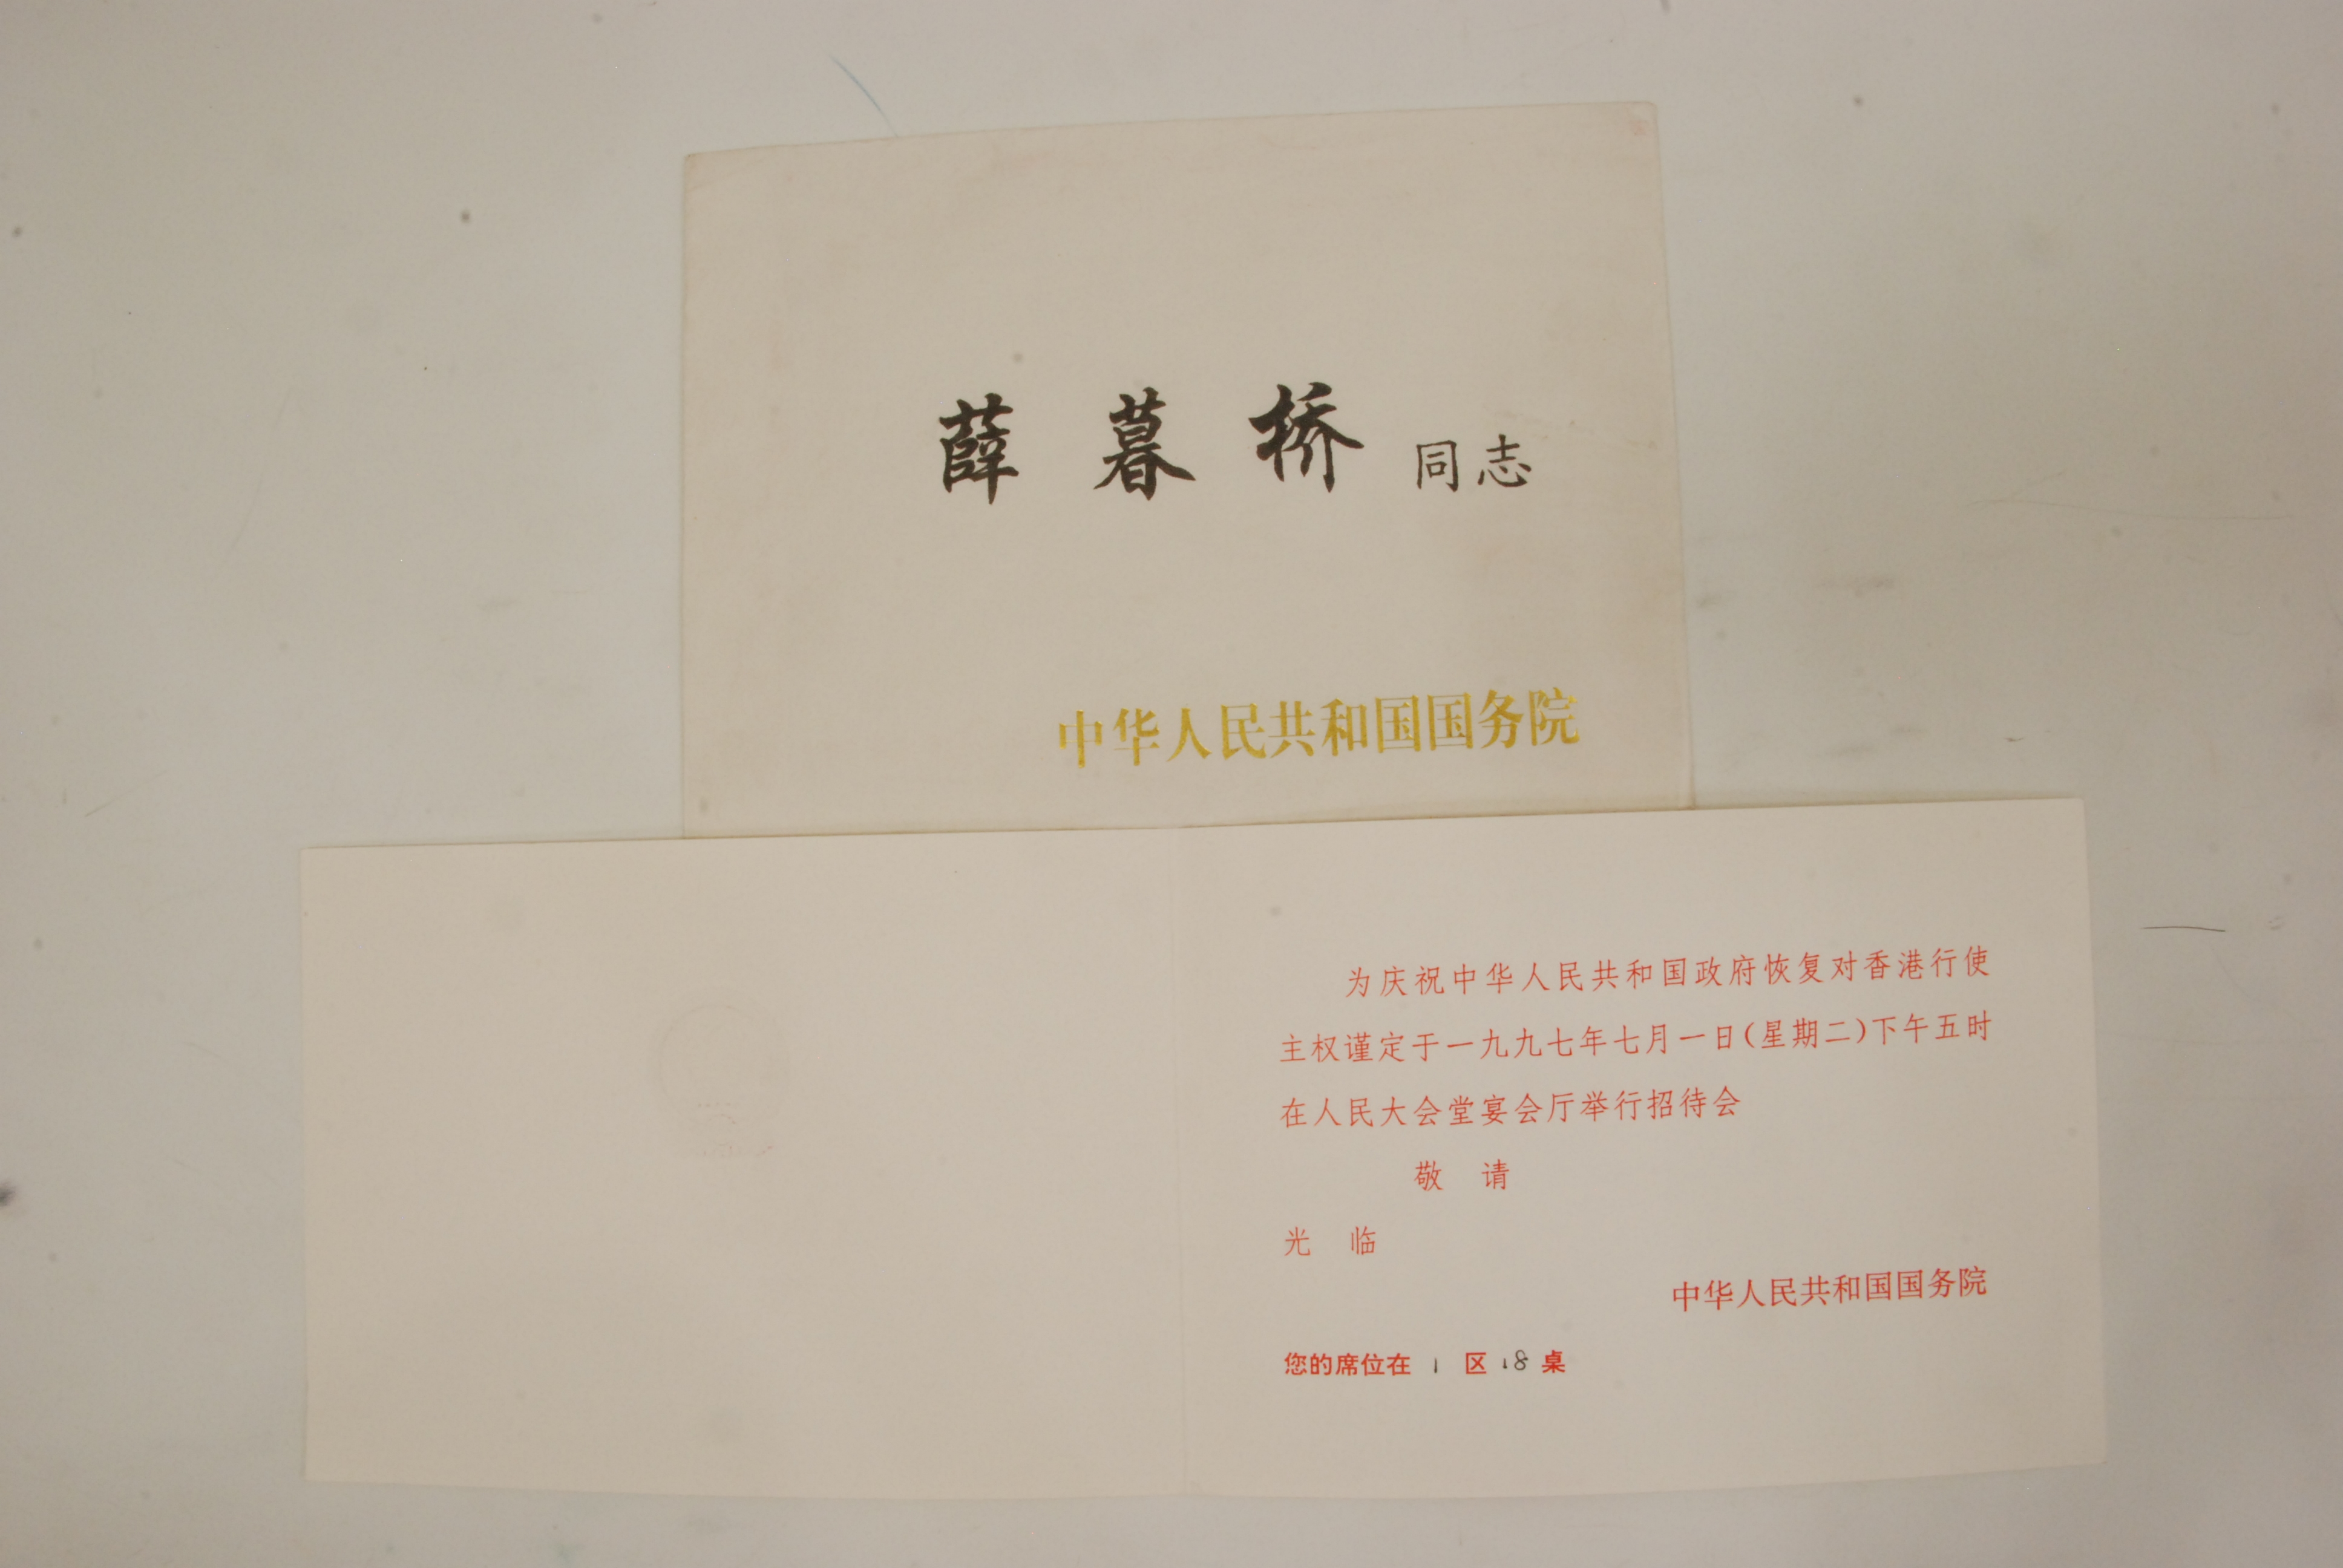 薛暮桥同志
中华人民共和国国务院
为庆祝中华人民共和国政府恢复对香港行使
主权谨定于一九九七年七月一日(星期二)下午五时
在人民大会堂宴会厅举行招待会
敬 请
光 临
中华人民共和国国务院
您的席位在 1 区 18 桌